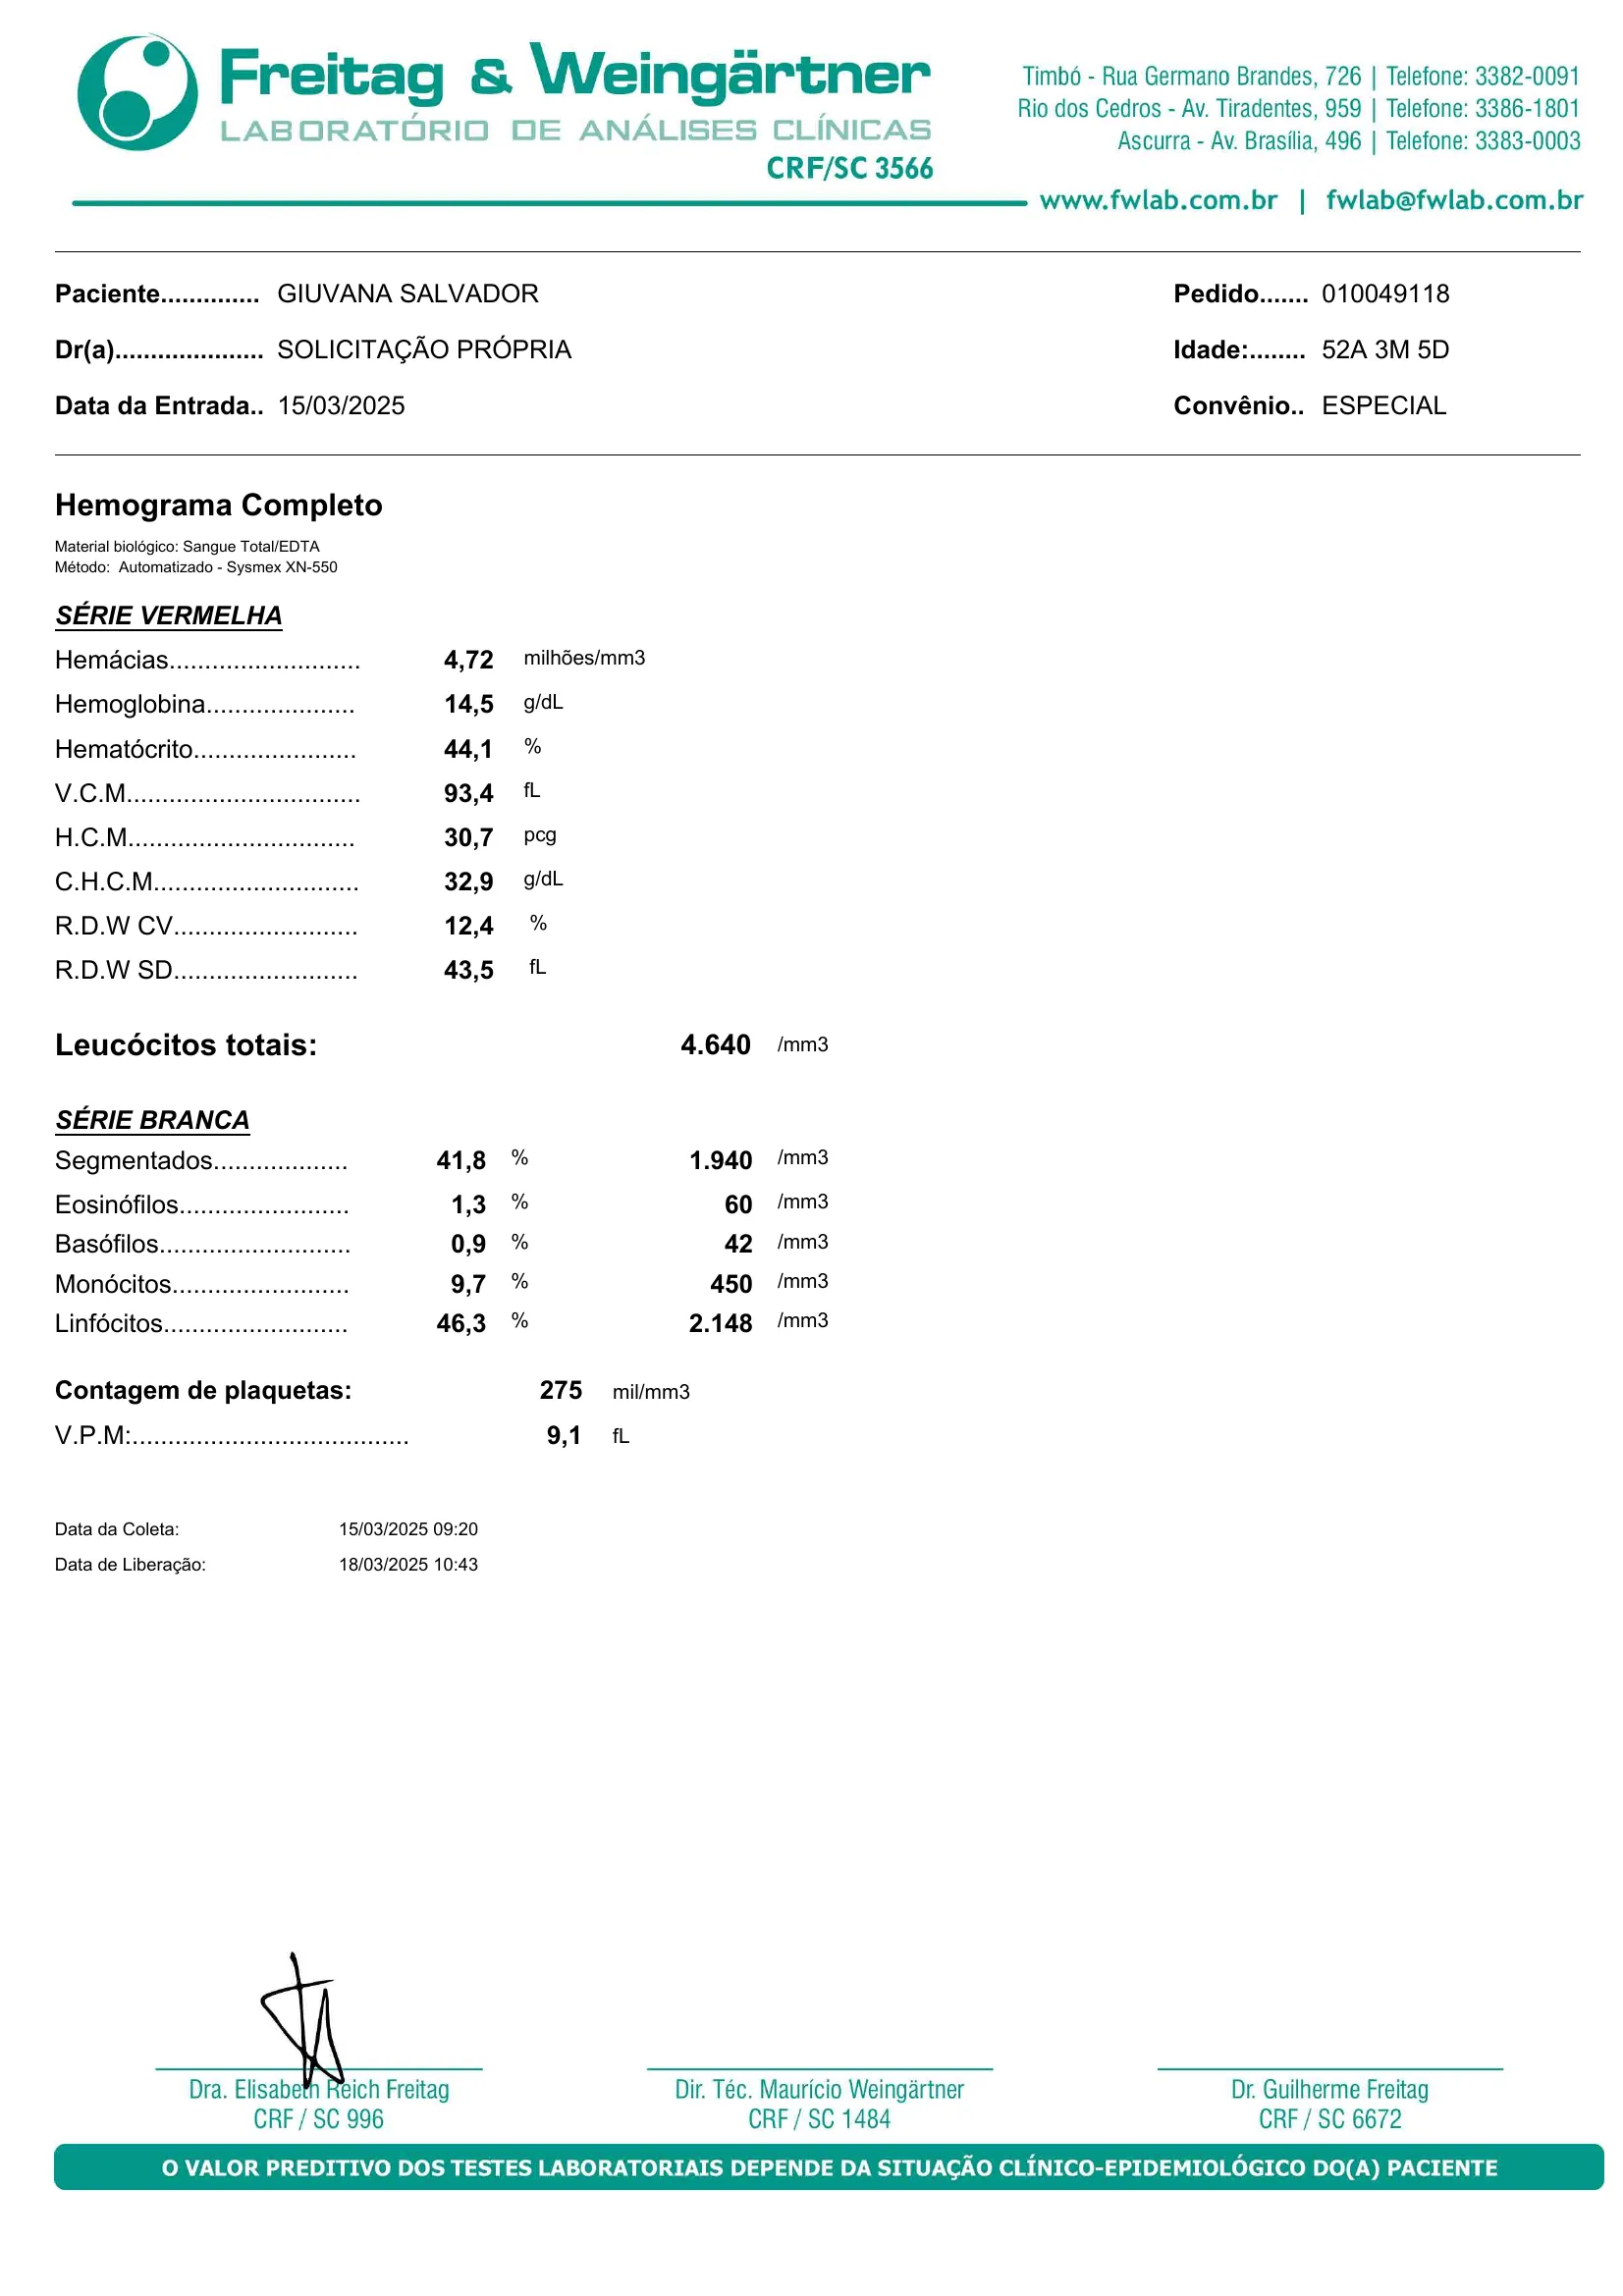 Freitag & Weingärtner
LABORATÓRIO DE ANÁLISES CLÍNICAS
CRF/SC 3566
Timbó - Rua Germano Brandes, 726 | Telefone: 3382-0091
Rio dos Cedros - Av. Tiradentes, 959 | Telefone: 3386-1801
Ascurra - Av. Brasília, 496 | Telefone: 3383-0003
www.fwlab.com.br | fwlab@fwlab.com.br
Paciente.............. GIUVANA SALVADOR Pedido....... 010049118
Dr(a)..................... SOLICITAÇÃO PRÓPRIA Idade:........ 52A 3M 5D
Data da Entrada.. 15/03/2025 Convênio.. ESPECIAL
Hemograma Completo
Material biológico: Sangue Total/EDTA
Método: Automatizado - Sysmex XN-550
SÉRIE VERMELHA
Hemácias........................... 4,72 milhões/mm3
Hemoglobina..................... 14,5 g/dL
Hematócrito....................... 44,1 %
V.C.M................................. 93,4 fL
H.C.M................................ 30,7 pcg
C.H.C.M............................. 32,9 g/dL
R.D.W CV.......................... 12,4 %
R.D.W SD.......................... 43,5 fL
Leucócitos totais: 4.640 /mm3
SÉRIE BRANCA
Segmentados................... 41,8 % 1.940 /mm3
Eosinófilos........................ 1,3 % 60 /mm3
Basófilos........................... 0,9 % 42 /mm3
Monócitos......................... 9,7 % 450 /mm3
Linfócitos.......................... 46,3 % 2.148 /mm3
Contagem de plaquetas: 275 mil/mm3
V.P.M:....................................... 9,1 fL
Data da Coleta: 15/03/2025 09:20
Data de Liberação: 18/03/2025 10:43
Dra. Elisabeth Reich Freitag Dir. Téc. Maurício Weingärtner Dr. Guilherme Freitag
CRF / SC 996 CRF / SC 1484 CRF / SC 6672
O VALOR PREDITIVO DOS TESTES LABORATORIAIS DEPENDE DA SITUAÇÃO CLÍNICO-EPIDEMIOLÓGICO DO(A) PACIENTE